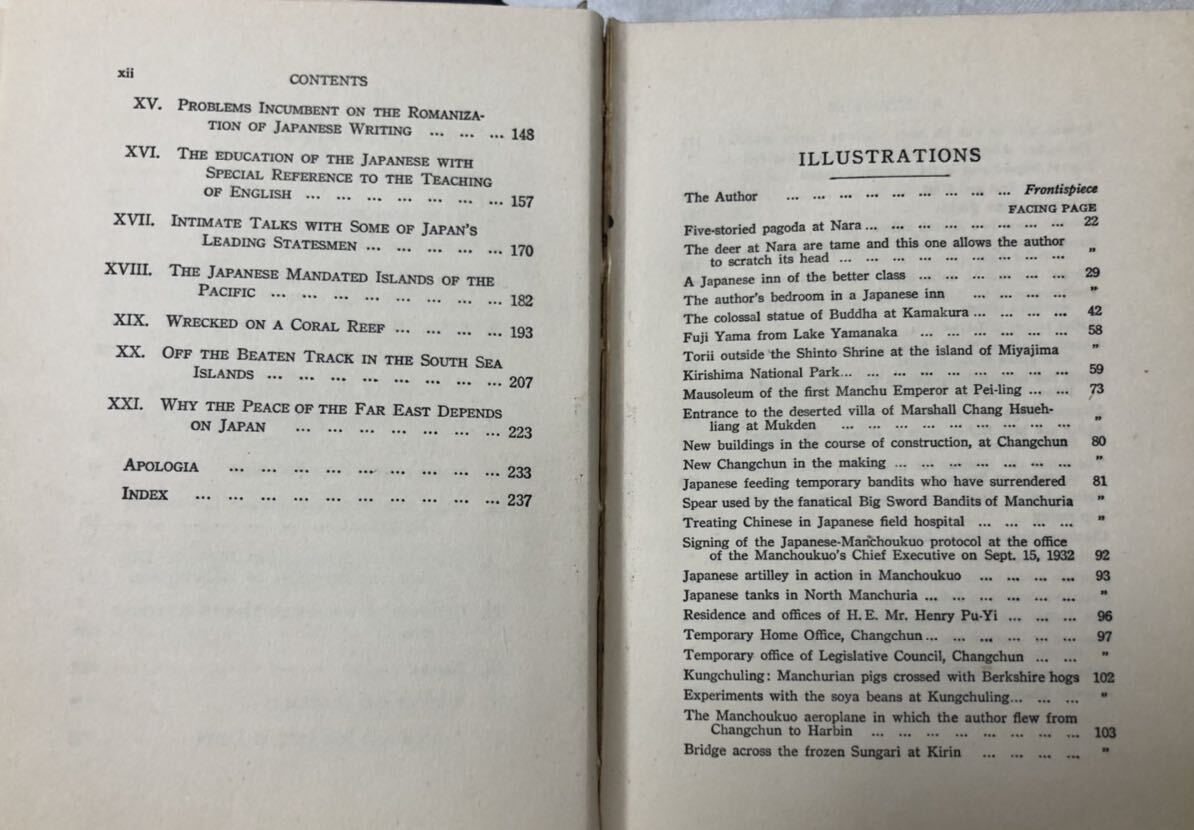 xii
CONTENTS
XV. PROBLEMS INCUMBENT ON THE ROMANIZA-
TION OF JAPANESE WRITING ... ... ... 148
XVI. THE EDUCATION OF THE JAPANESE WITH
SPECIAL REFERENCE TO THE TEACHING
OF ENGLISH ... ... ... ... ... ... ... 157
XVII. INTIMATE TALKS WITH SOME OF JAPAN'S
LEADING STATESMEN ... ... ... ... ... 170
XVIII. THE JAPANESE MANDATED ISLANDS OF THE
PACIFIC ... ... ... ... ... ... ... ... 182
XIX. WRECKED ON A CORAL REEF ... ... ... ... 193
XX. OFF THE BEATEN TRACK IN THE SOUTH SEA
ISLANDS ... ... ... ... ... ... ... ... 207
XXI. WHY THE PEACE OF THE FAR EAST DEPENDS
ON JAPAN ... ... ... ... ... ... ... 223
APOLOGIA ... ... ... ... ... ... ... ... ... 233
INDEX ... ... ... ... ... ... ... ... ... ... 237
ILLUSTRATIONS
The Author ... ... ... ... ... ... ... ... ... Frontispiece
FACING PAGE
Five-storied pagoda at Nara ... ... ... ... ... ... ... ... 22
The deer at Nara are tame and this one allows the author
to scratch its head ... ... ... ... ... ... ... ... ... "
A Japanese inn of the better class ... ... ... ... ... ... 29
The author's bedroom in a Japanese inn ... ... ... ... "
The colossal statue of Buddha at Kamakura ... ... ... ... 42
Fuji Yama from Lake Yamanaka ... ... ... ... ... ... 58
Torii outside the Shinto Shrine at the island of Miyajima "
Kirishima National Park ... ... ... ... ... ... ... ... ... 59
Mausoleum of the first Manchu Emperor at Pei-ling ... ... 73
Entrance to the deserted villa of Marshall Chang Hsueh-
liang at Mukden ... ... ... ... ... ... ... ... ... "
New buildings in the course of construction, at Changchun 80
New Changchun in the making ... ... ... ... ... ... ... "
Japanese feeding temporary bandits who have surrendered 81
Spear used by the fanatical Big Sword Bandits of Manchuria "
Treating Chinese in Japanese field hospital ... ... ... ... "
Signing of the Japanese-Manchoukuo protocol at the office
of the Manchoukuo's Chief Executive on Sept. 15, 1932 92
Japanese artilley in action in Manchoukuo ... ... ... ... 93
Japanese tanks in North Manchuria ... ... ... ... ... ... "
Residence and offices of H. E. Mr. Henry Pu-Yi ... ... ... 96
Temporary Home Office, Changchun ... ... ... ... ... ... 97
Temporary office of Legislative Council, Changchun ... ... "
Kungchuling: Manchurian pigs crossed with Berkshire hogs 102
Experiments with the soya beans at Kungchuling ... ... ... "
The Manchoukuo aeroplane in which the author flew from
Changchun to Harbin ... ... ... ... ... ... ... ... 103
Bridge across the frozen Sungari at Kirin ... ... ... ... "